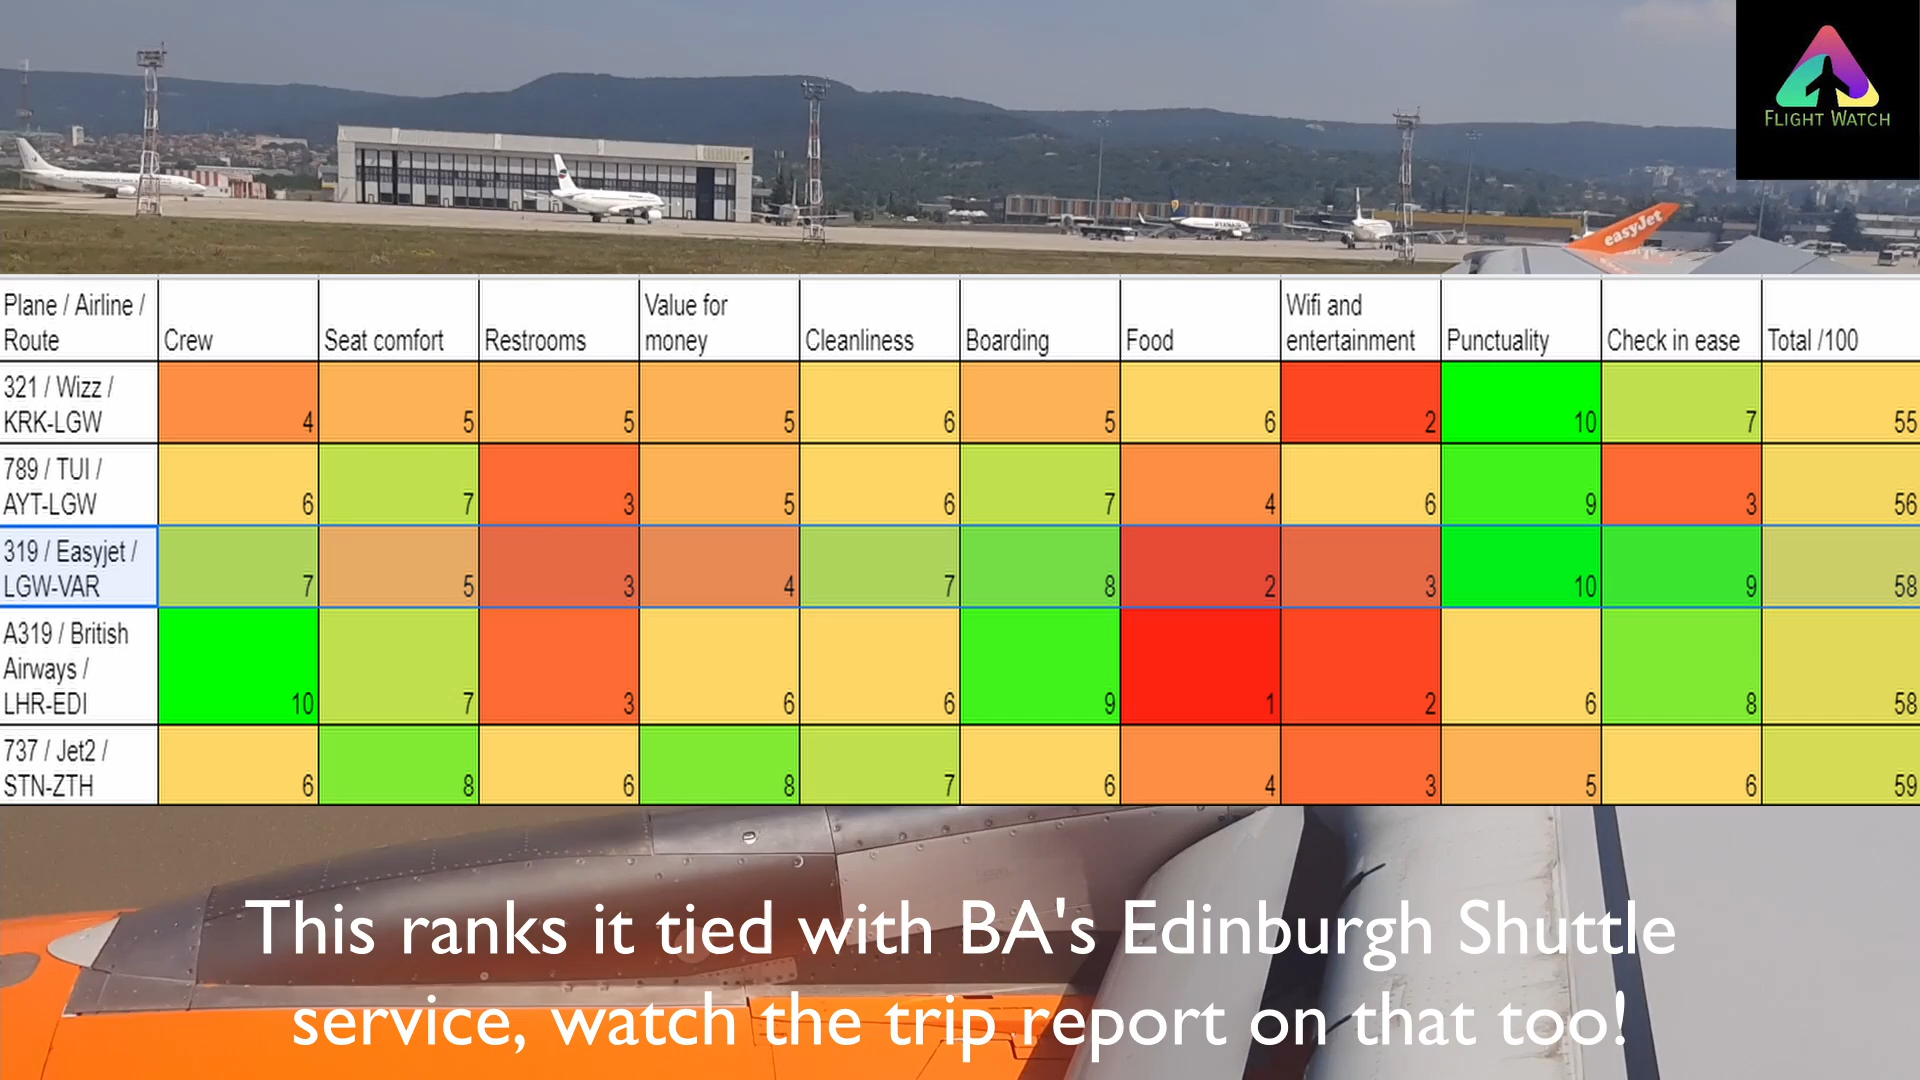 FLIGHT WATCH
easyJet
RYANAIR
Plane / Airline /
Route
Crew
Seat comfort
Restrooms
Value for
money
Cleanliness
Boarding
Food
Wifi and
entertainment
Punctuality
Check in ease
Total /100
321 / Wizz /
KRK-LGW
4
5
5
5
6
5
6
2
10
7
55
789 / TUI /
AYT-LGW
6
7
3
5
6
7
4
6
9
3
56
319 / Easyjet /
LGW-VAR
7
5
3
4
7
8
2
3
10
9
58
A319 / British
Airways /
LHR-EDI
10
7
3
6
6
9
1
2
6
8
58
737 / Jet2 /
STN-ZTH
6
8
6
8
7
6
4
3
5
6
59
This ranks it tied with BA's Edinburgh Shuttle
service, watch the trip report on that too!